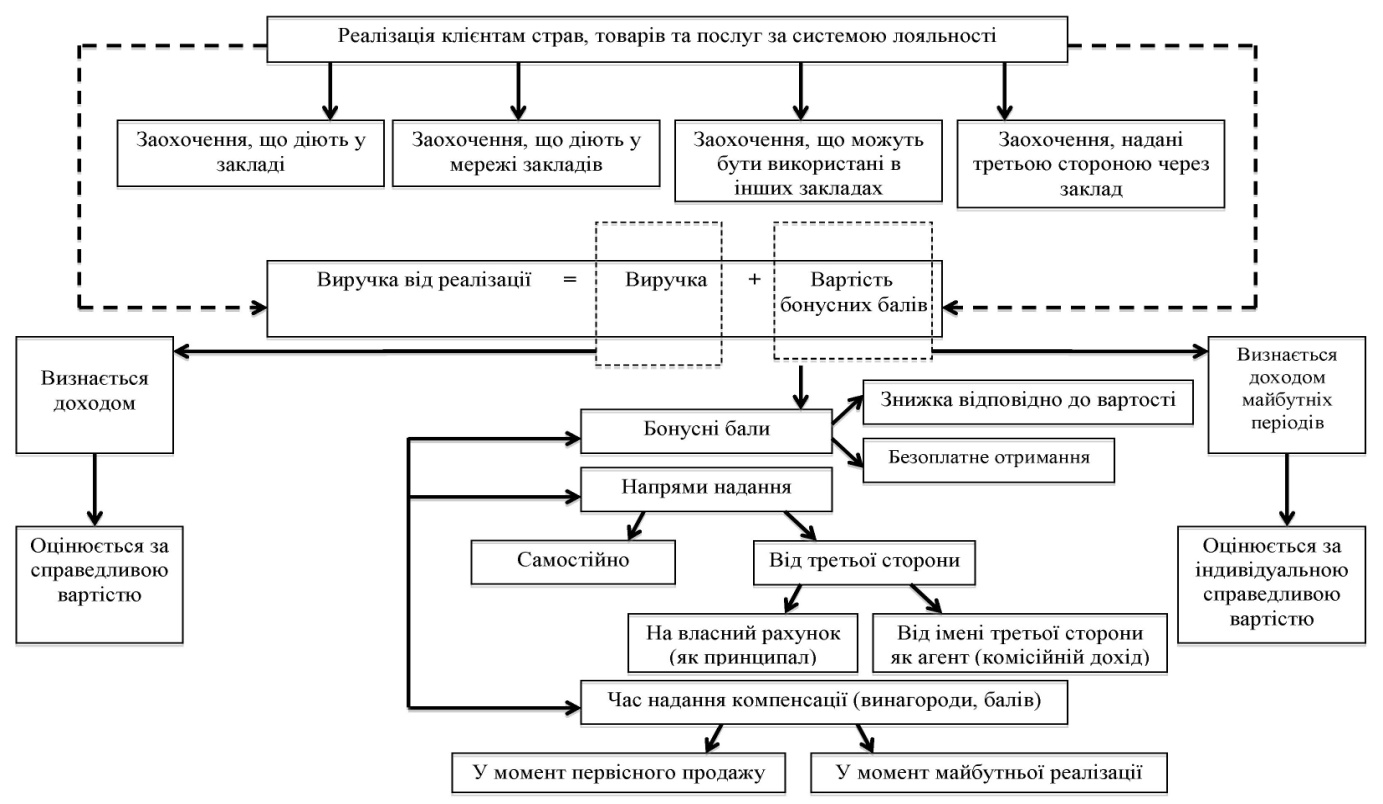 Реалізація клієнтам страв, товарів та послуг за системою лояльності
Заохочення, що діють у
закладі
Заохочення, що діють у
мережі закладів
Заохочення, що можуть
бути використані в
інших закладах
Заохочення, надані
третьою стороною через
заклад
Виручка від реалізації = Виручка + Вартість
бонусних балів
Визнається
доходом
Визнається
доходом
майбутніх
періодів
Знижка відповідно до вартості
Бонусні бали
Безоплатне отримання
Напрями надання
Оцінюється за
справедливою
вартістю
Самостійно
Від третьої сторони
Оцінюється за
індивідуальною
справедливою
вартістю
На власний рахунок
(як принципал)
Від імені третьої сторони
як агент (комісійній дохід)
Час надання компенсації (винагороди, балів)
У момент первісного продажу
У момент майбутньої реалізації